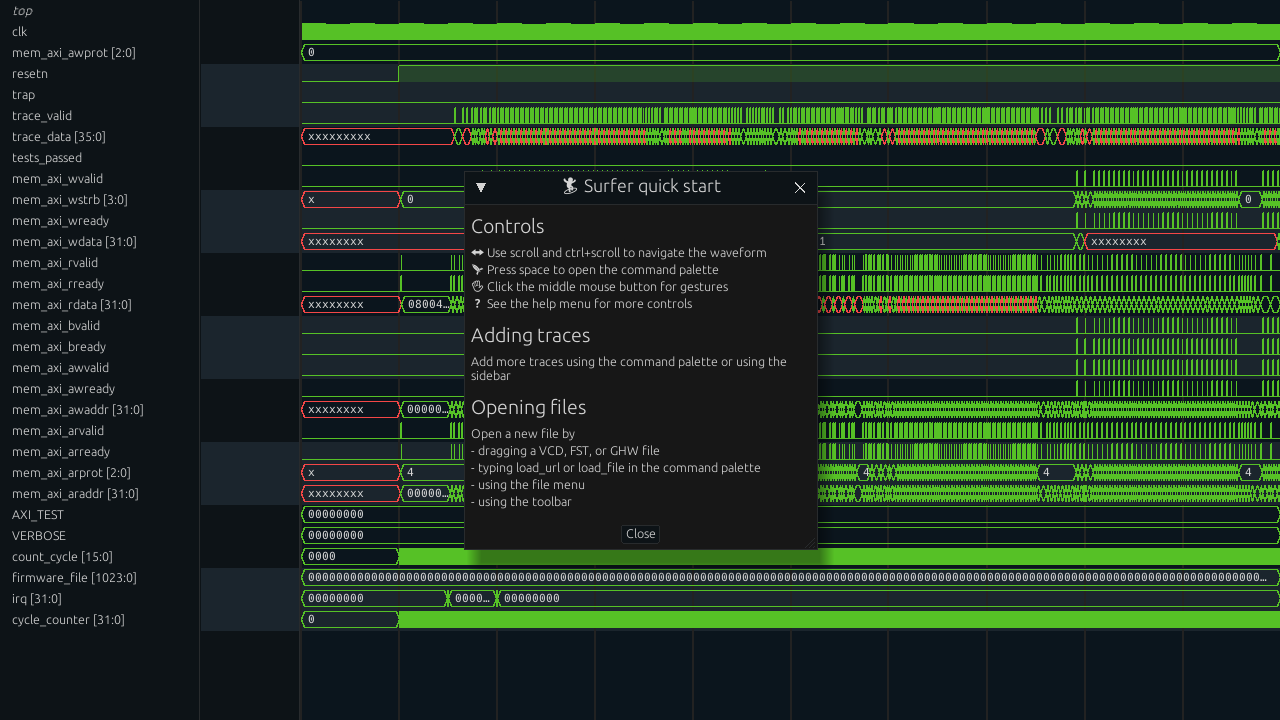 top
clk
mem_axi_awprot [2:0]
0
resetn
trap
trace_valid
trace_data [35:0]
xxxxxxxxx
tests_passed
mem_axi_wvalid
mem_axi_wstrb [3:0]
x
0
0
mem_axi_wready
mem_axi_wdata [31:0]
xxxxxxxx
1
xxxxxxxx
mem_axi_rvalid
mem_axi_rready
mem_axi_rdata [31:0]
xxxxxxxx
08004…
mem_axi_bvalid
mem_axi_bready
mem_axi_awvalid
mem_axi_awready
mem_axi_awaddr [31:0]
xxxxxxxx
00000…
mem_axi_arvalid
mem_axi_arready
mem_axi_arprot [2:0]
x
4
4
4
4
mem_axi_araddr [31:0]
xxxxxxxx
00000…
AXI_TEST
00000000
VERBOSE
00000000
count_cycle [15:0]
0000
firmware_file [1023:0]
irq [31:0]
00000000
0000…
00000000
cycle_counter [31:0]
0
Surfer quick start
Controls
Use scroll and ctrl+scroll to navigate the waveform
Press space to open the command palette
Click the middle mouse button for gestures
? See the help menu for more controls
Adding traces
Add more traces using the command palette or using the
sidebar
Opening files
Open a new file by
- dragging a VCD, FST, or GHW file
- typing load_url or load_file in the command palette
- using the file menu
- using the toolbar
Close